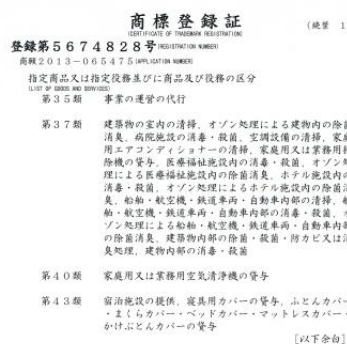 商標登録証
(CERTIFICATE OF TRADEMARK REGISTRATION)
(続葉 1
登録第5674828号(REGISTRATION NUMBER)
商願2013-065475(APPLICATION NUMBER)
指定商品又は指定役務並びに商品及び役務の区分
(LIST OF GOODS AND SERVICES)
第35類 事業の運営の代行
第37類 建築物の室内の清掃，オゾン処理による建物内の除菌
消臭，病院施設の消毒・殺菌，空調設備の清掃，家庭
用エアコンディショナーの清掃，家庭用又は業務用掃
除機の貸与，医療福祉施設内の消毒・殺菌，オゾン処
理による医療福祉施設内の除菌消臭，ホテル施設内の
消毒・殺菌，オゾン処理によるホテル施設内の除菌消
臭，船舶・航空機・鉄道車両・自動車内部の清掃，船
舶・航空機・鉄道車両・自動車内部の消毒・殺菌，オ
ゾン処理による船舶・航空機・鉄道車両・自動車内部
の除菌消臭，建築物内部の除菌・殺菌・防カビ又は消
臭処理，建物内部の消毒・殺菌
第40類 家庭用又は業務用空気清浄機の貸与
第43類 宿泊施設の提供，寝具用カバーの貸与，ふとんカバー
・まくらカバー・ベッドカバー・マットレスカバー・
かけぶとんカバーの貸与
[以下余白]